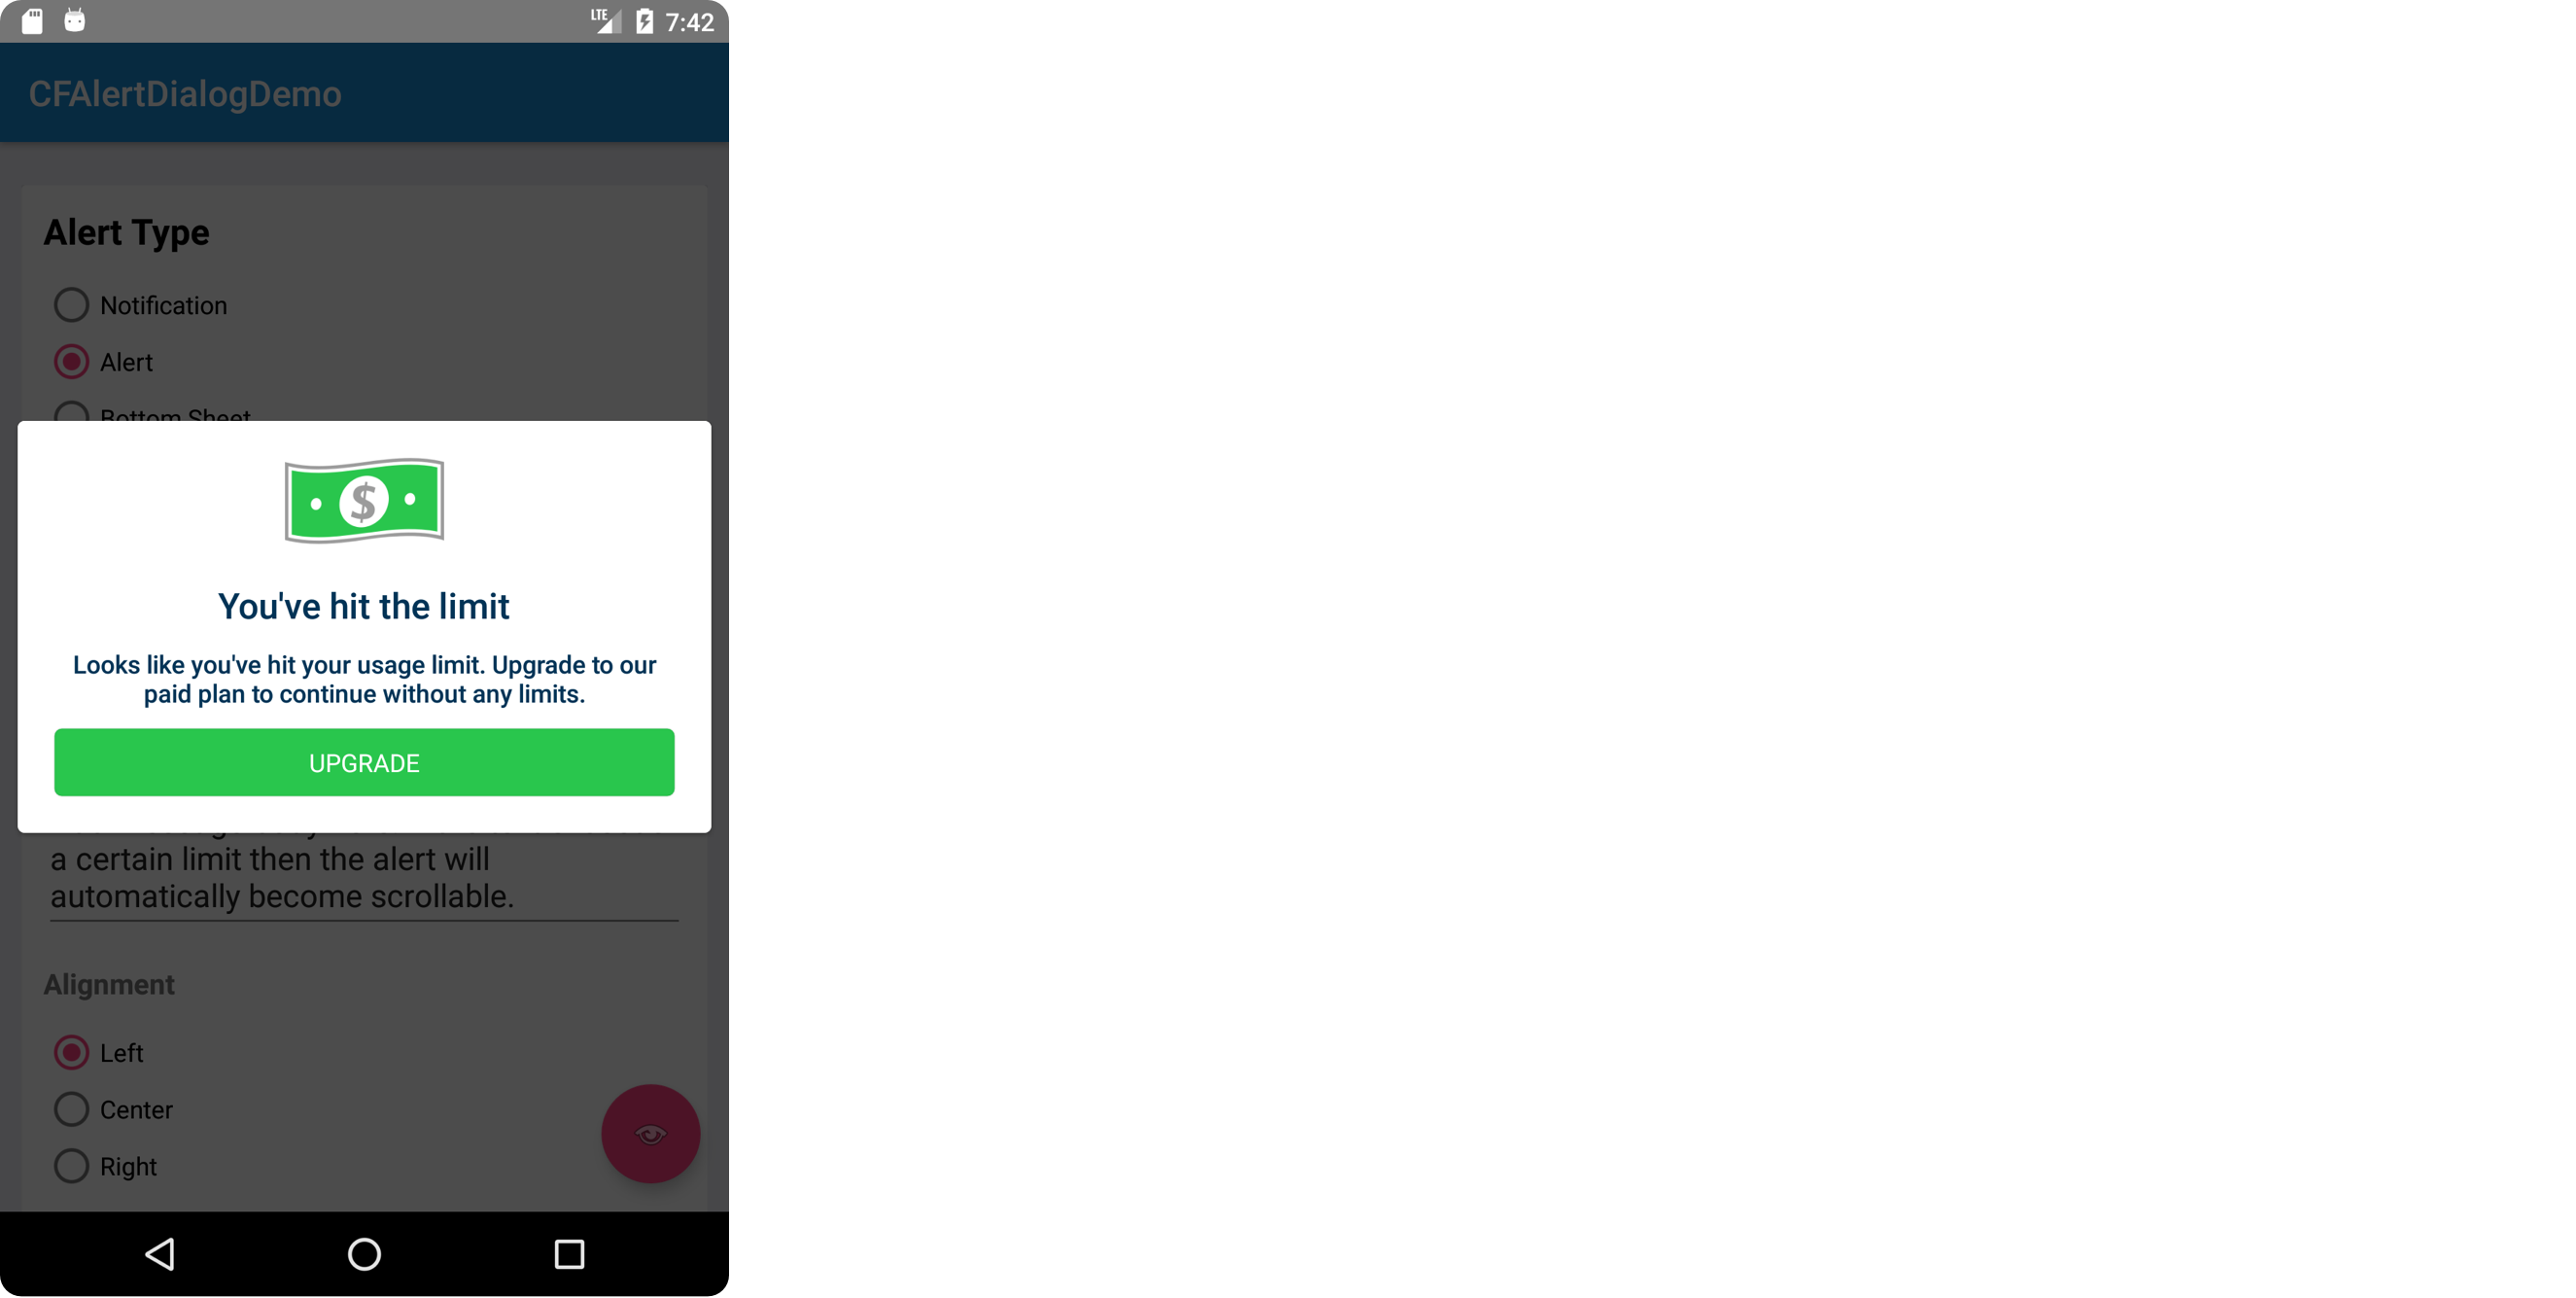 LTE 7:42
CFAlertDialogDemo
Alert Type
Notification
Alert
Bottom Sheet
$
You've hit the limit
Looks like you've hit your usage limit. Upgrade to our
paid plan to continue without any limits.
UPGRADE
a certain limit then the alert will
automatically become scrollable.
Alignment
Left
Center
Right